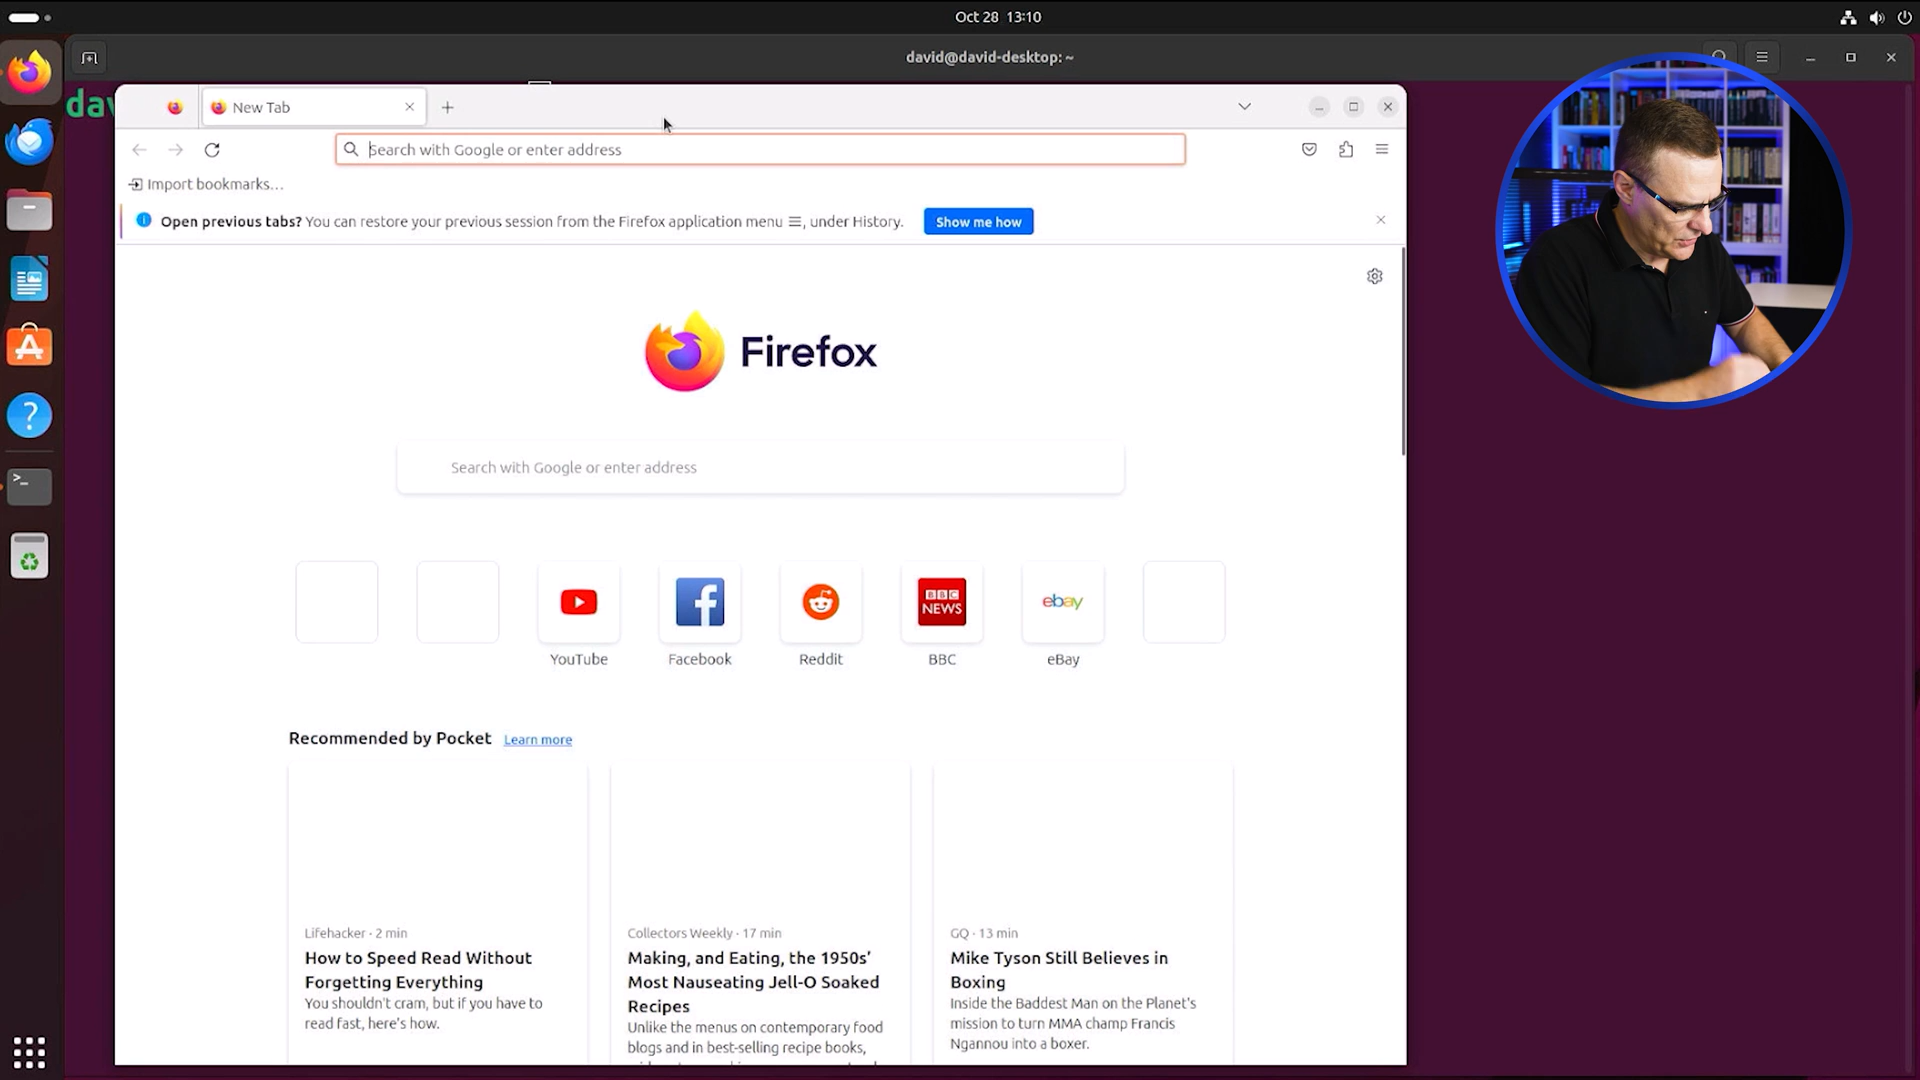 Oct 28 13:10
david@david-desktop: ~
dav
New Tab
Search with Google or enter address
Import bookmarks…
Open previous tabs? You can restore your previous session from the Firefox application menu ☰, under History.
Show me how
Firefox
Search with Google or enter address
BBC
NEWS
ebay
YouTube
Facebook
Reddit
BBC
eBay
Recommended by Pocket
Learn more
Lifehacker · 2 min
How to Speed Read Without
Forgetting Everything
You shouldn't cram, but if you have to
read fast, here's how.
Collectors Weekly · 17 min
Making, and Eating, the 1950s'
Most Nauseating Jell-O Soaked
Recipes
Unlike the menus on contemporary food
blogs and in best-selling recipe books,
GQ · 13 min
Mike Tyson Still Believes in
Boxing
Inside the Baddest Man on the Planet's
mission to turn MMA champ Francis
Ngannou into a boxer.